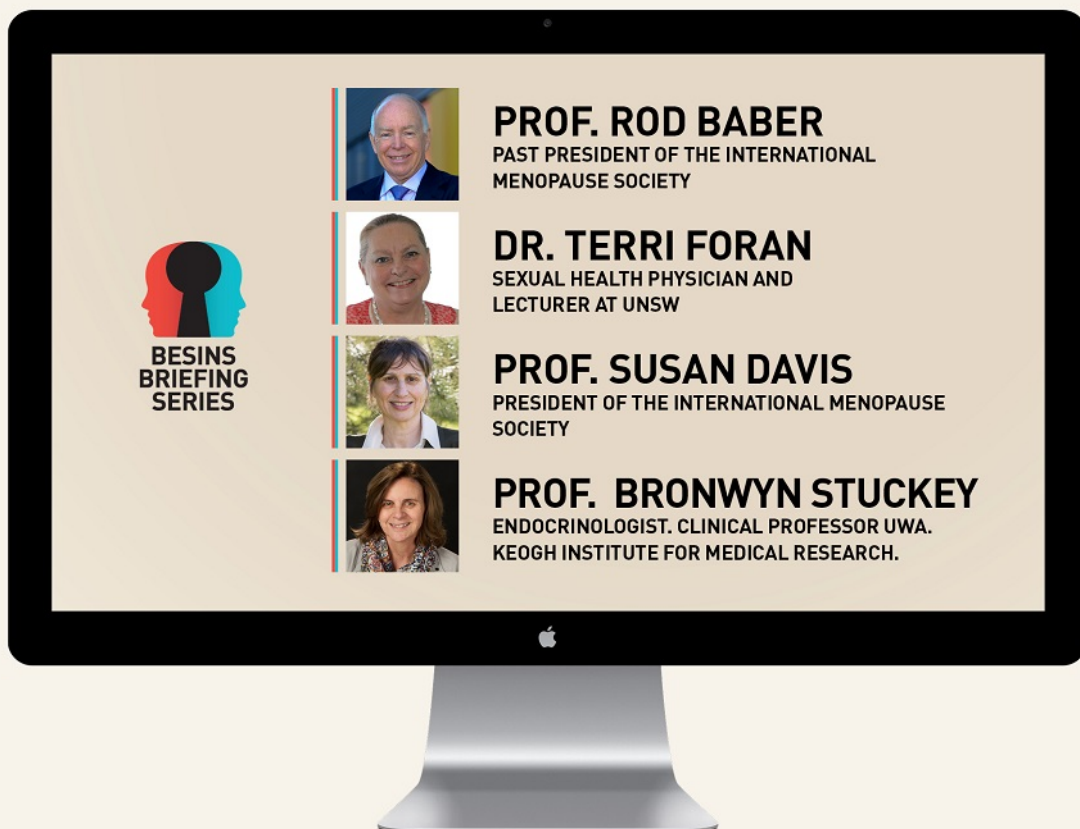 PROF. ROD BABER
PAST PRESIDENT OF THE INTERNATIONAL
MENOPAUSE SOCIETY
DR. TERRI FORAN
SEXUAL HEALTH PHYSICIAN AND
LECTURER AT UNSW
BESINS
BRIEFING
SERIES
PROF. SUSAN DAVIS
PRESIDENT OF THE INTERNATIONAL MENOPAUSE
SOCIETY
PROF. BRONWYN STUCKEY
ENDOCRINOLOGIST. CLINICAL PROFESSOR UWA.
KEOGH INSTITUTE FOR MEDICAL RESEARCH.